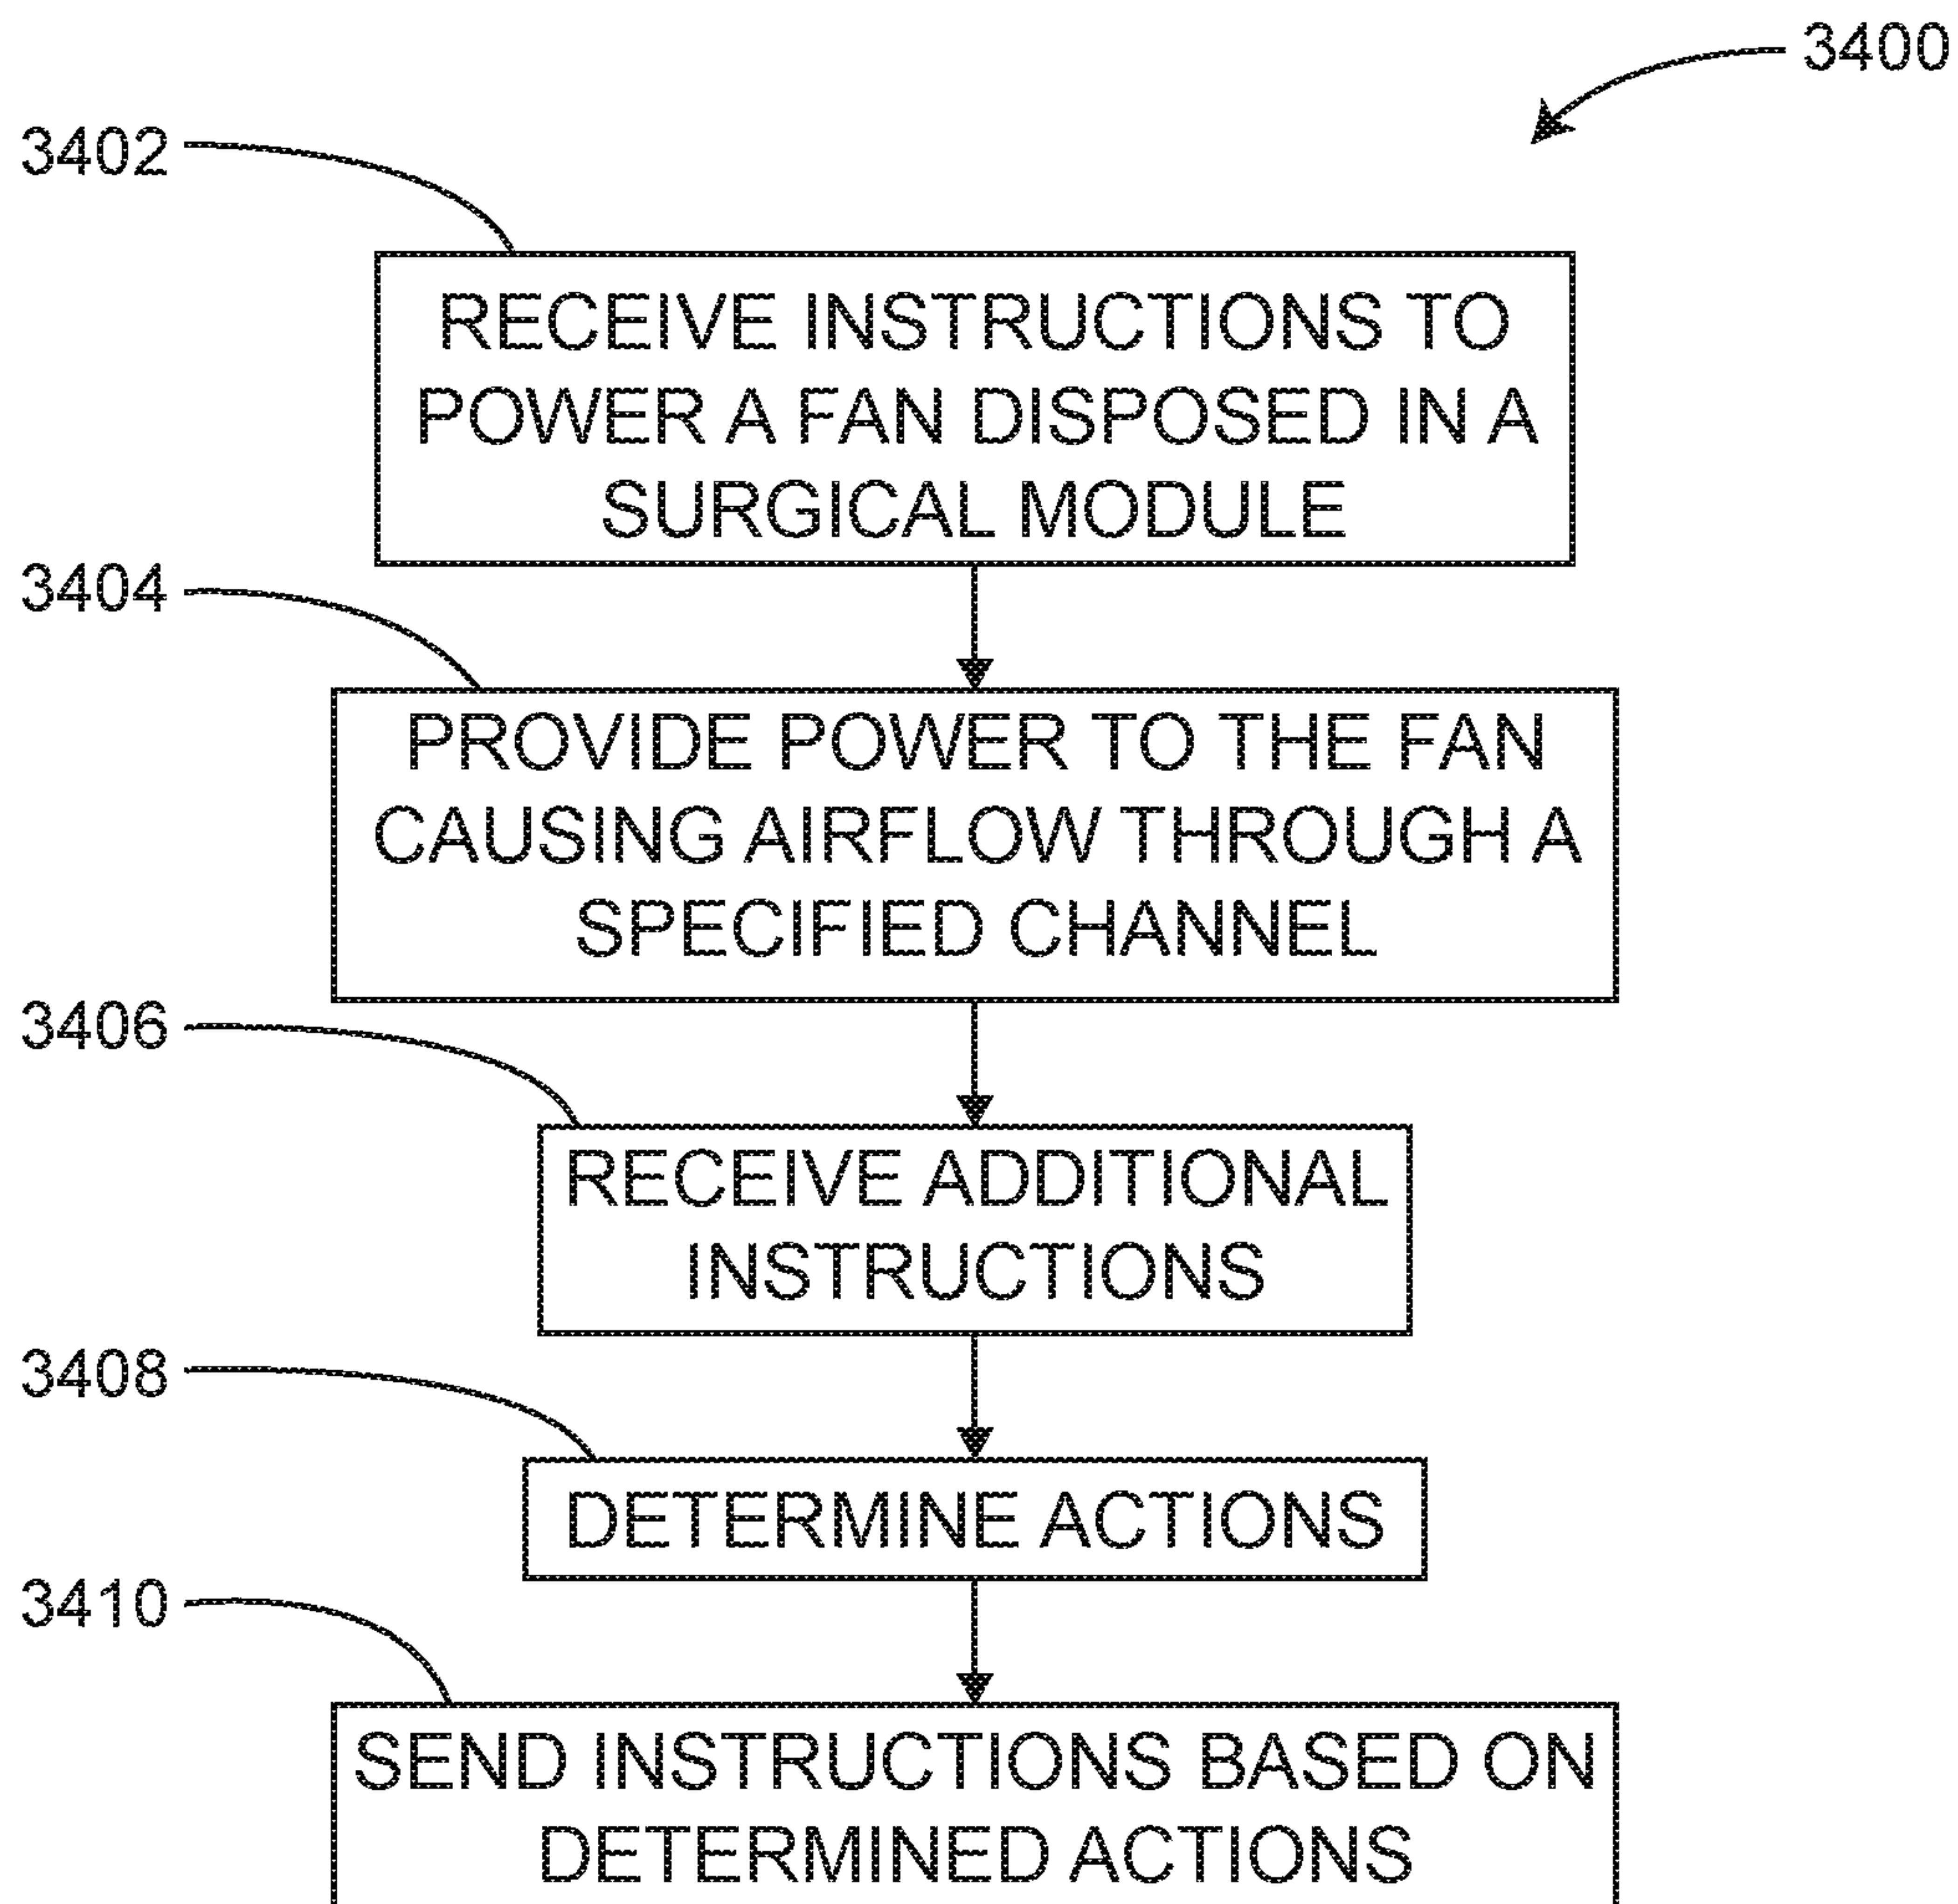 3400
3402
RECEIVE INSTRUCTIONS TO
POWER A FAN DISPOSED IN A
SURGICAL MODULE
3404
PROVIDE POWER TO THE FAN
CAUSING AIRFLOW THROUGH A
SPECIFIED CHANNEL
3406
RECEIVE ADDITIONAL
INSTRUCTIONS
3408
DETERMINE ACTIONS
3410
SEND INSTRUCTIONS BASED ON
DETERMINED ACTIONS